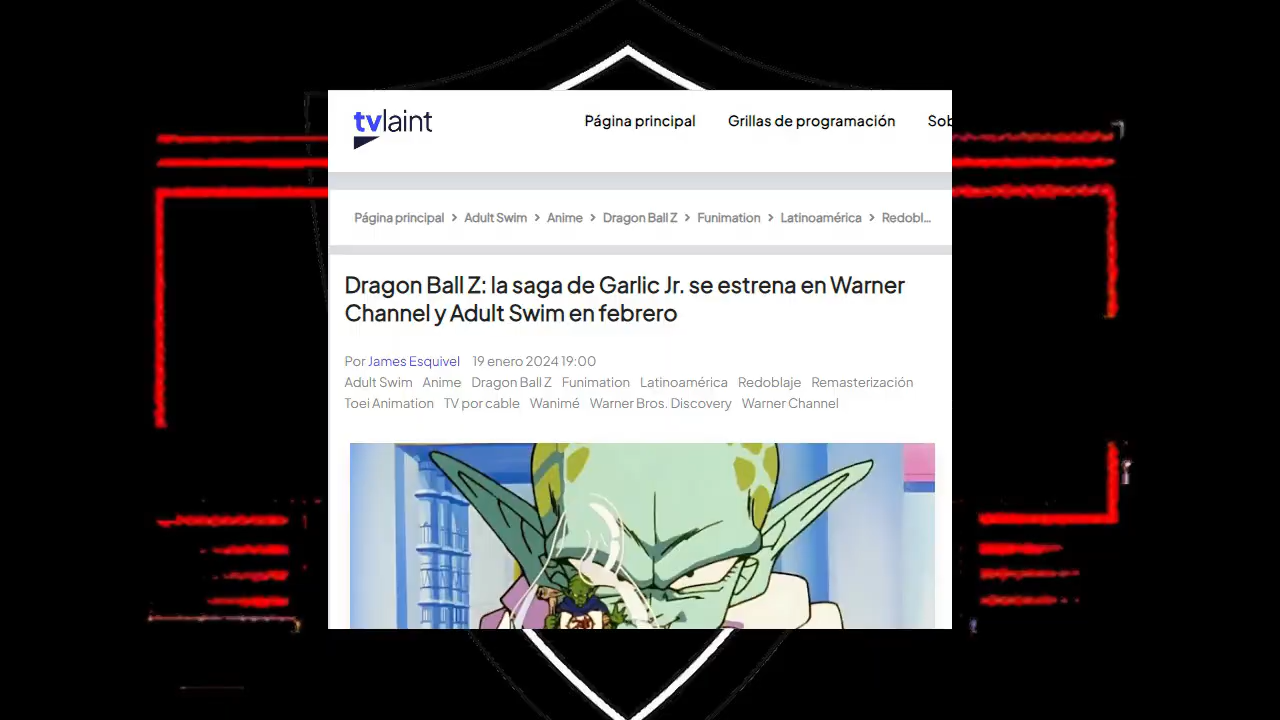 tvlaint
Página principal Grillas de programación Sob
Página principal > Adult Swim > Anime > Dragon Ball Z > Funimation > Latinoamérica > Redobl...
Dragon Ball Z: la saga de Garlic Jr. se estrena en Warner
Channel y Adult Swim en febrero
Por James Esquivel 19 enero 2024 19:00
Adult Swim Anime Dragon Ball Z Funimation Latinoamérica Redoblaje Remasterización
Toei Animation TV por cable Wanimé Warner Bros. Discovery Warner Channel